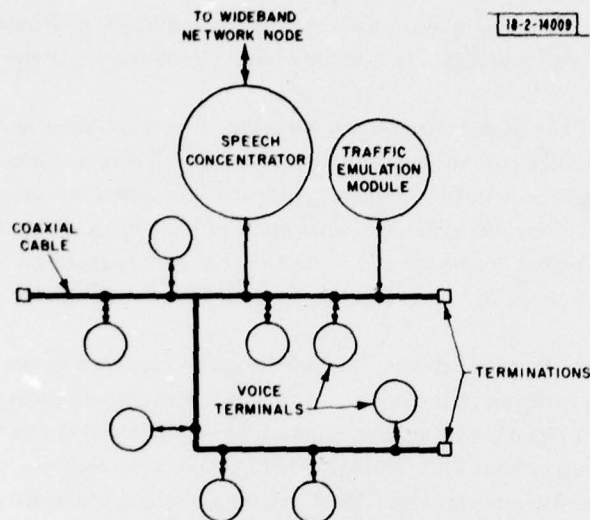 TO WIDEBAND
NETWORK NODE
18-2-14009
SPEECH
CONCENTRATOR
TRAFFIC
EMULATION
MODULE
COAXIAL
CABLE
TERMINATIONS
VOICE
TERMINALS